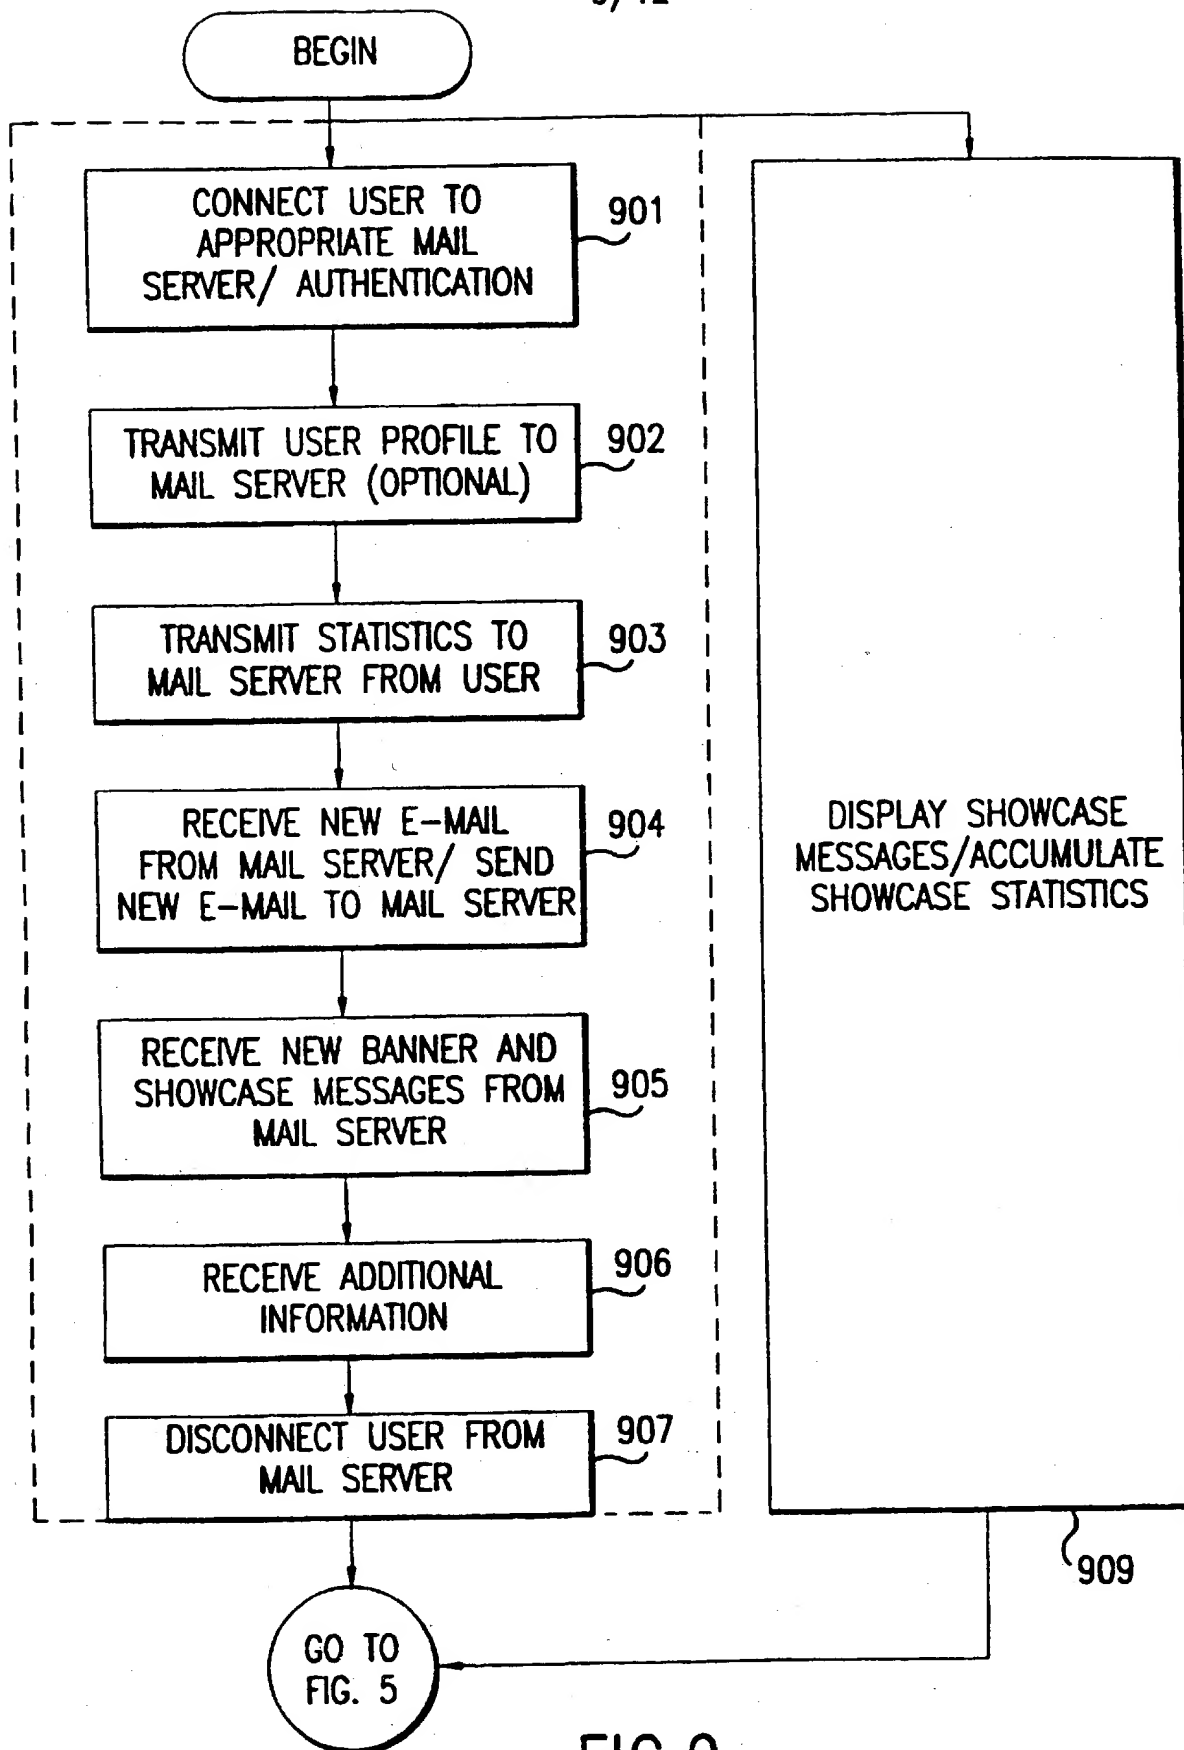 BEGIN
CONNECT USER TO
APPROPRIATE MAIL
SERVER/ AUTHENTICATION
901
TRANSMIT USER PROFILE TO
MAIL SERVER (OPTIONAL)
902
TRANSMIT STATISTICS TO
MAIL SERVER FROM USER
903
RECEIVE NEW E-MAIL
FROM MAIL SERVER/ SEND
NEW E-MAIL TO MAIL SERVER
904
RECEIVE NEW BANNER AND
SHOWCASE MESSAGES FROM
MAIL SERVER
905
RECEIVE ADDITIONAL
INFORMATION
906
DISCONNECT USER FROM
MAIL SERVER
907
DISPLAY SHOWCASE
MESSAGES/ACCUMULATE
SHOWCASE STATISTICS
909
GO TO
FIG. 5